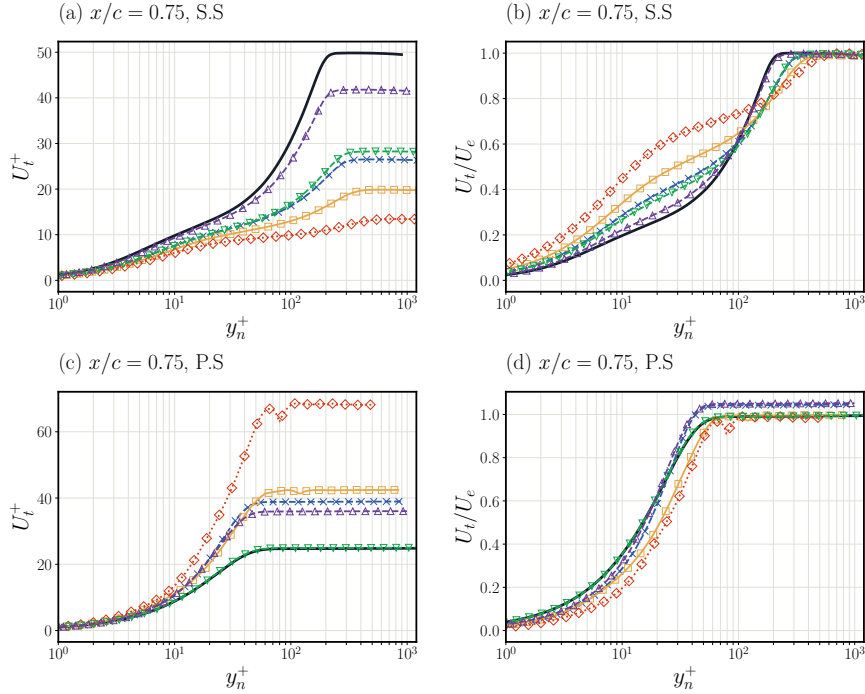 (a) x/c = 0.75, S.S
50
40
30
20
10
0
U_t^+
10^0 10^1 10^2 10^3
y_n^+
(b) x/c = 0.75, S.S
1.0
0.8
0.6
0.4
0.2
0.0
U_t/U_e
10^0 10^1 10^2 10^3
y_n^+
(c) x/c = 0.75, P.S
60
40
20
0
U_t^+
10^0 10^1 10^2 10^3
y_n^+
(d) x/c = 0.75, P.S
1.0
0.8
0.6
0.4
0.2
0.0
U_t/U_e
10^0 10^1 10^2 10^3
y_n^+